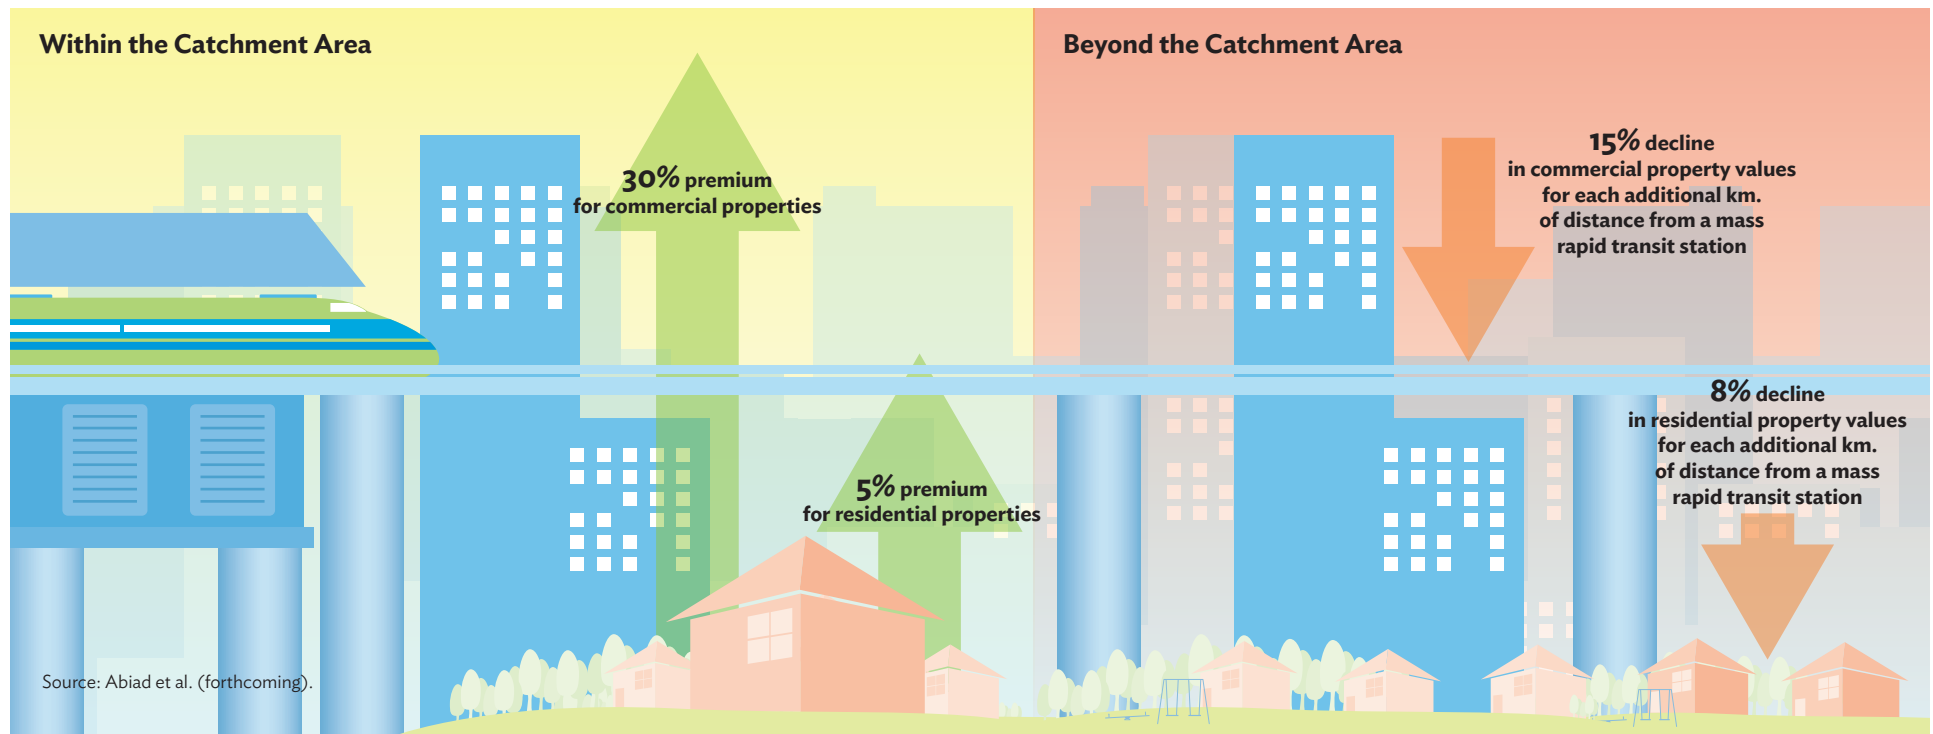 Within the Catchment Area
30% premium
for commercial properties
5% premium
for residential properties
Source: Abiad et al. (forthcoming).
Beyond the Catchment Area
15% decline
in commercial property values
for each additional km.
of distance from a mass
rapid transit station
8% decline
in residential property values
for each additional km.
of distance from a mass
rapid transit station